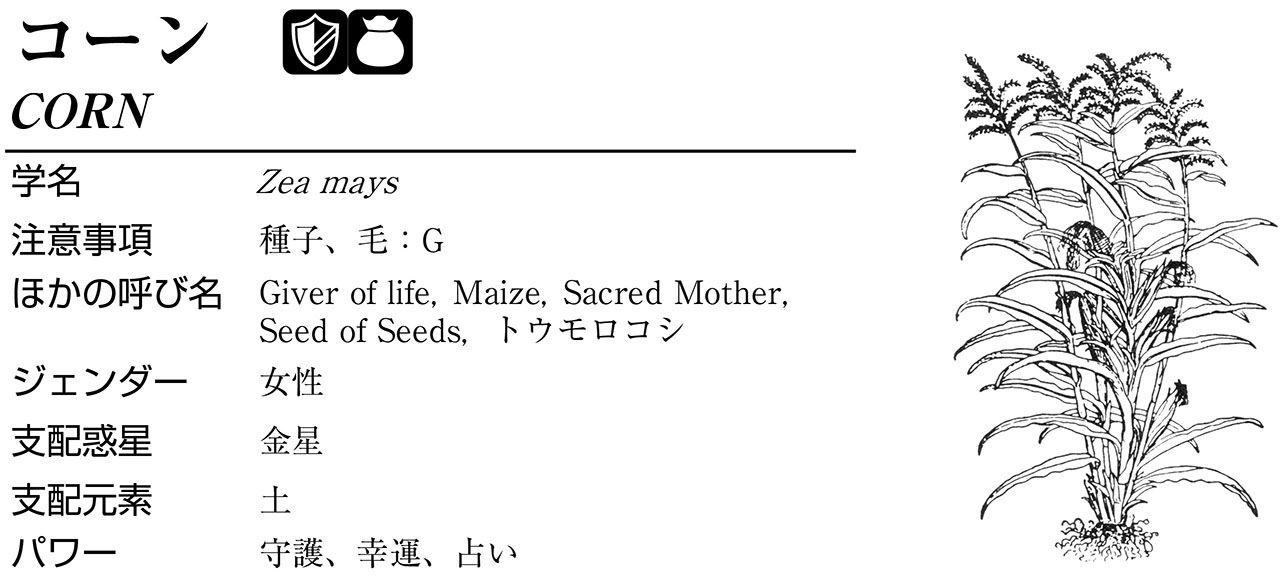 コーン
CORN
学名 Zea mays
注意事項 種子、毛：G
ほかの呼び名 Giver of life, Maize, Sacred Mother,
Seed of Seeds, トウモロコシ
ジェンダー 女性
支配惑星 金星
支配元素 土
パワー 守護、幸運、占い